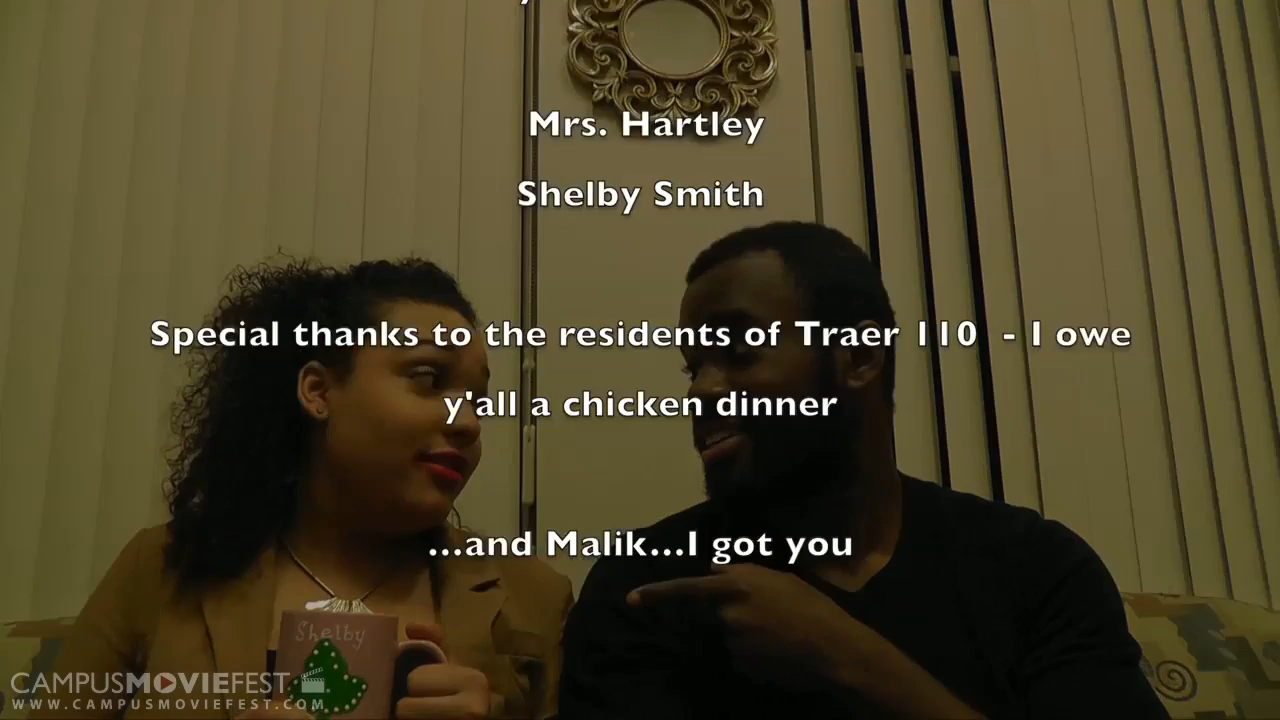 Mrs. Hartley
Shelby Smith
Special thanks to the residents of Traer 110 - I owe
y'all a chicken dinner
...and Malik...I got you
Shelby
CAMPUSMOVIEFEST
WWW.CAMPUSMOVIEFEST.COM